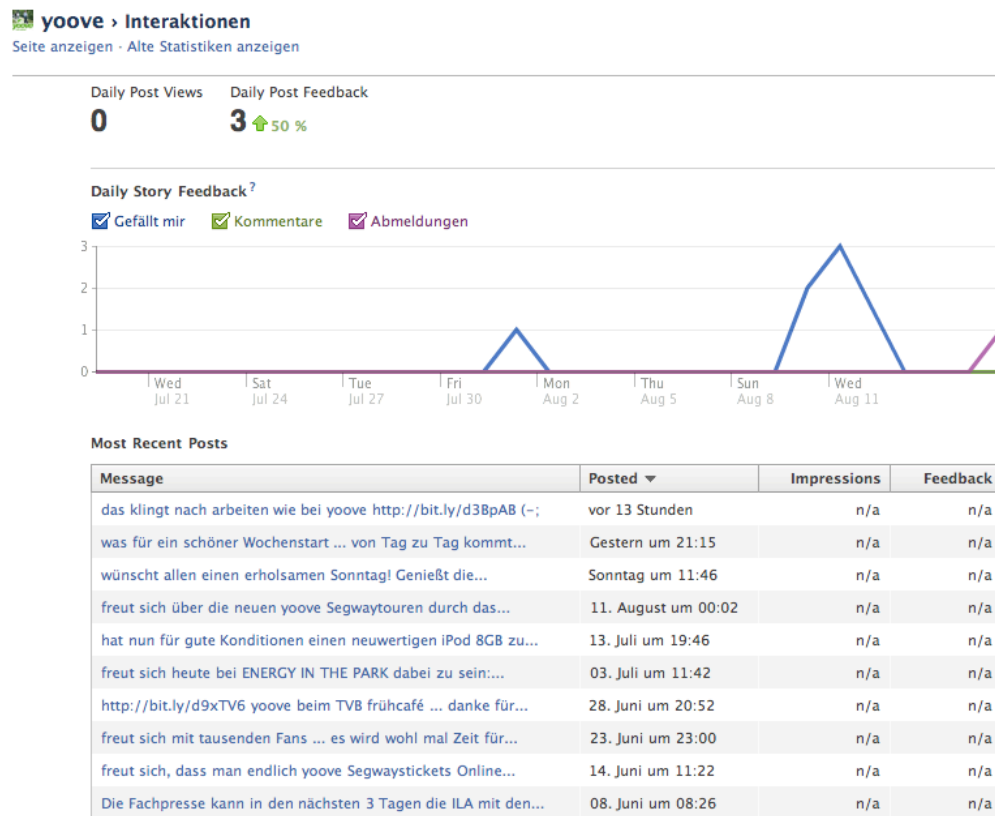 yoove › Interaktionen
Seite anzeigen · Alte Statistiken anzeigen
Daily Post Views Daily Post Feedback
0 3 50 %
Daily Story Feedback ?
Gefällt mir Kommentare Abmeldungen
3
2
1
0
Wed Sat Tue Fri Mon Thu Sun Wed
Jul 21 Jul 24 Jul 27 Jul 30 Aug 2 Aug 5 Aug 8 Aug 11
Most Recent Posts
Message Posted Impressions Feedback
das klingt nach arbeiten wie bei yoove http://bit.ly/d3BpAB (-; vor 13 Stunden n/a n/a
was für ein schöner Wochenstart ... von Tag zu Tag kommt... Gestern um 21:15 n/a n/a
wünscht allen einen erholsamen Sonntag! Genießt die... Sonntag um 11:46 n/a n/a
freut sich über die neuen yoove Segwaytouren durch das... 11. August um 00:02 n/a n/a
hat nun für gute Konditionen einen neuwertigen iPod 8GB zu... 13. Juli um 19:46 n/a n/a
freut sich heute bei ENERGY IN THE PARK dabei zu sein:... 03. Juli um 11:42 n/a n/a
http://bit.ly/d9xTV6 yoove beim TVB frühcafé ... danke für... 28. Juni um 20:52 n/a n/a
freut sich mit tausenden Fans ... es wird wohl mal Zeit für... 23. Juni um 23:00 n/a n/a
freut sich, dass man endlich yoove Segwaystickets Online... 14. Juni um 11:22 n/a n/a
Die Fachpresse kann in den nächsten 3 Tagen die ILA mit den... 08. Juni um 08:26 n/a n/a